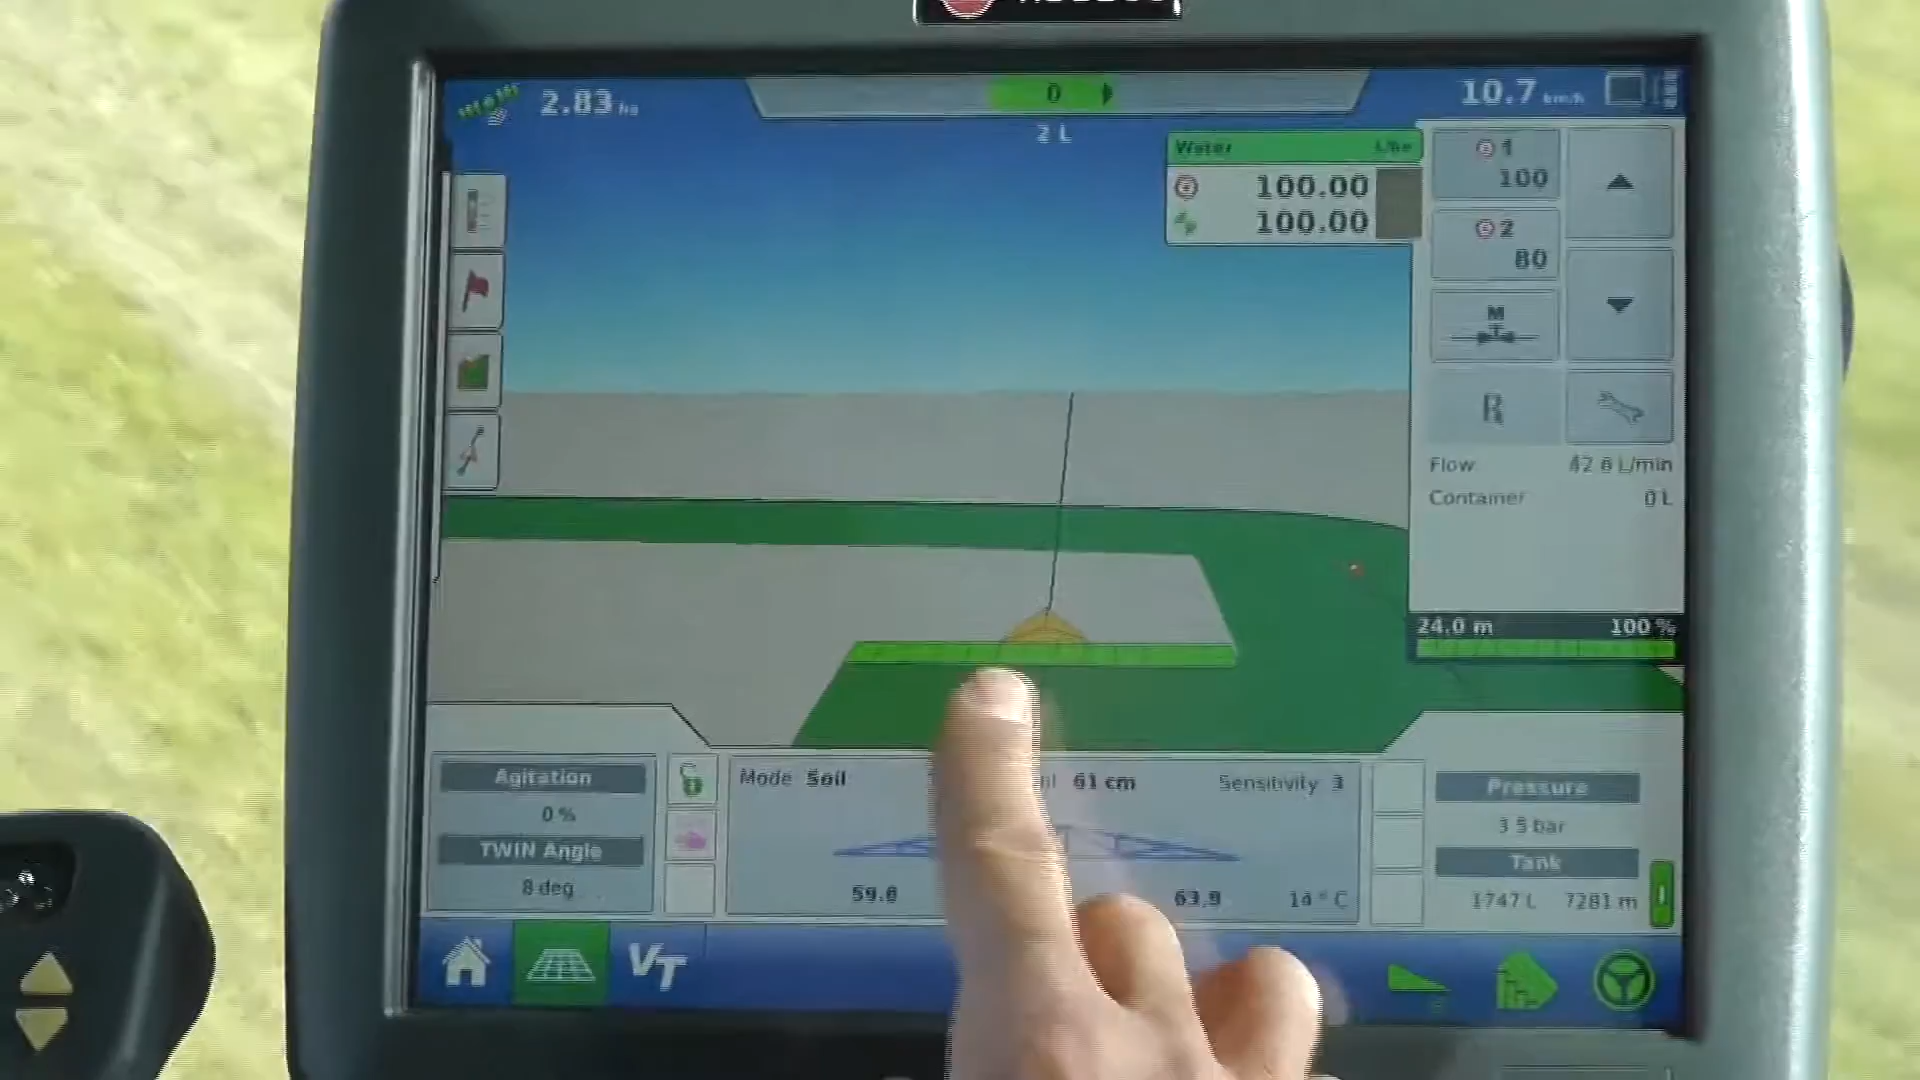 2.83 ha
0
10.7 km/h
2 L
Water L/ha
100.00
100.00
1
100
2
80
M
T
R
Flow 42.8 L/min
Container 0 L
24.0 m 100 %
Agitation
0 %
TWIN Angle
8 deg
Mode Soil 61 cm Sensitivity 3
59.8 63.9 14 °C
Pressure
3.5 bar
Tank
1747 L 7281 m
VT